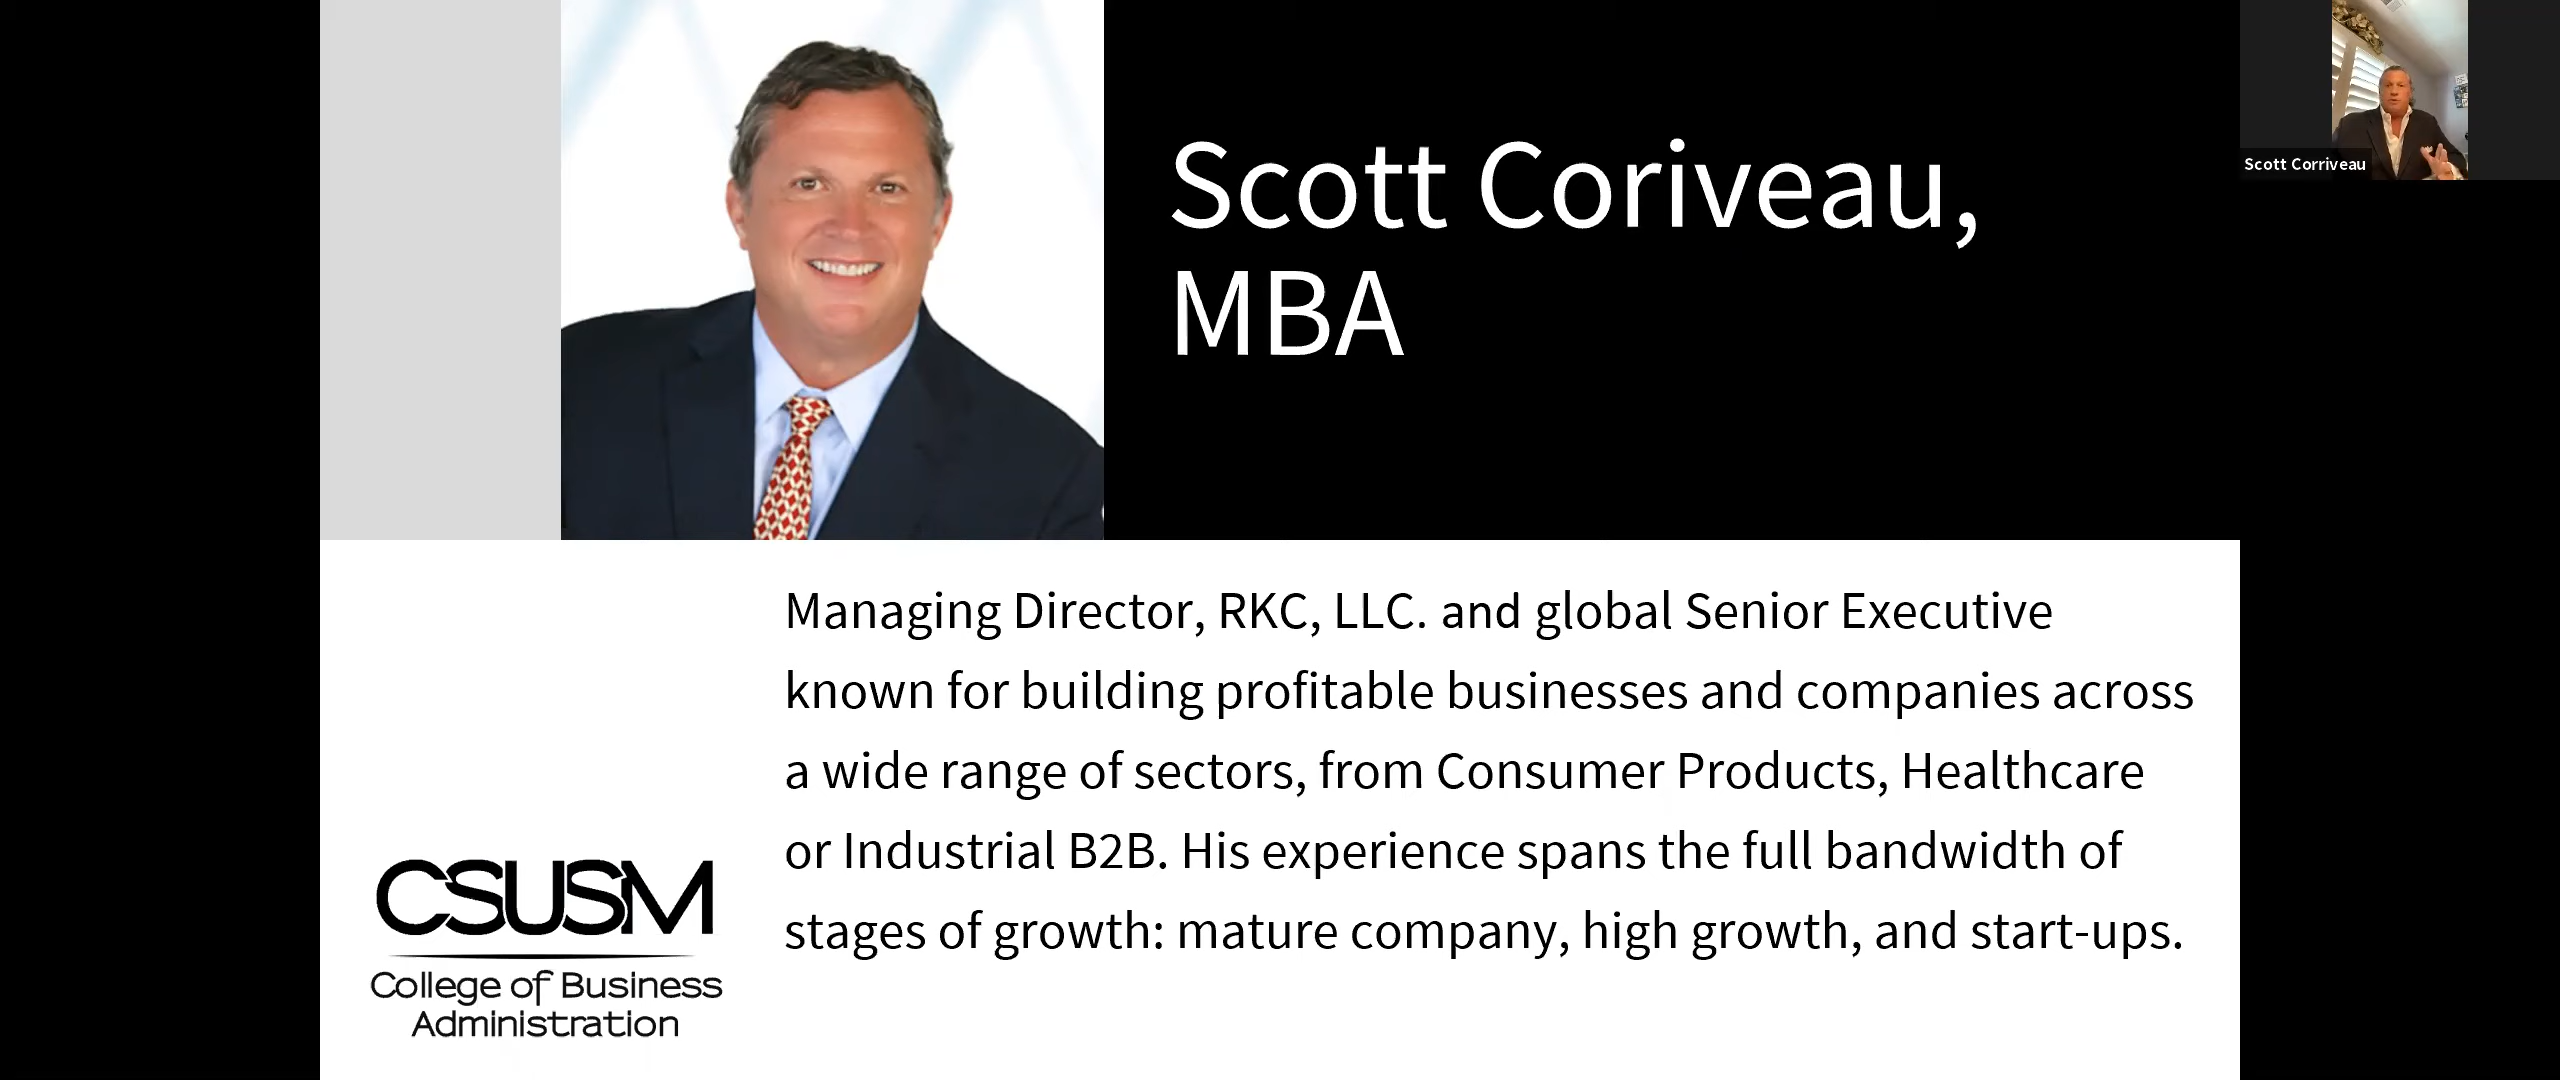 Scott Coriveau,
MBA
Scott Corriveau
Managing Director, RKC, LLC. and global Senior Executive
known for building profitable businesses and companies across
a wide range of sectors, from Consumer Products, Healthcare
or Industrial B2B. His experience spans the full bandwidth of
stages of growth: mature company, high growth, and start-ups.
CSUSM
College of Business
Administration